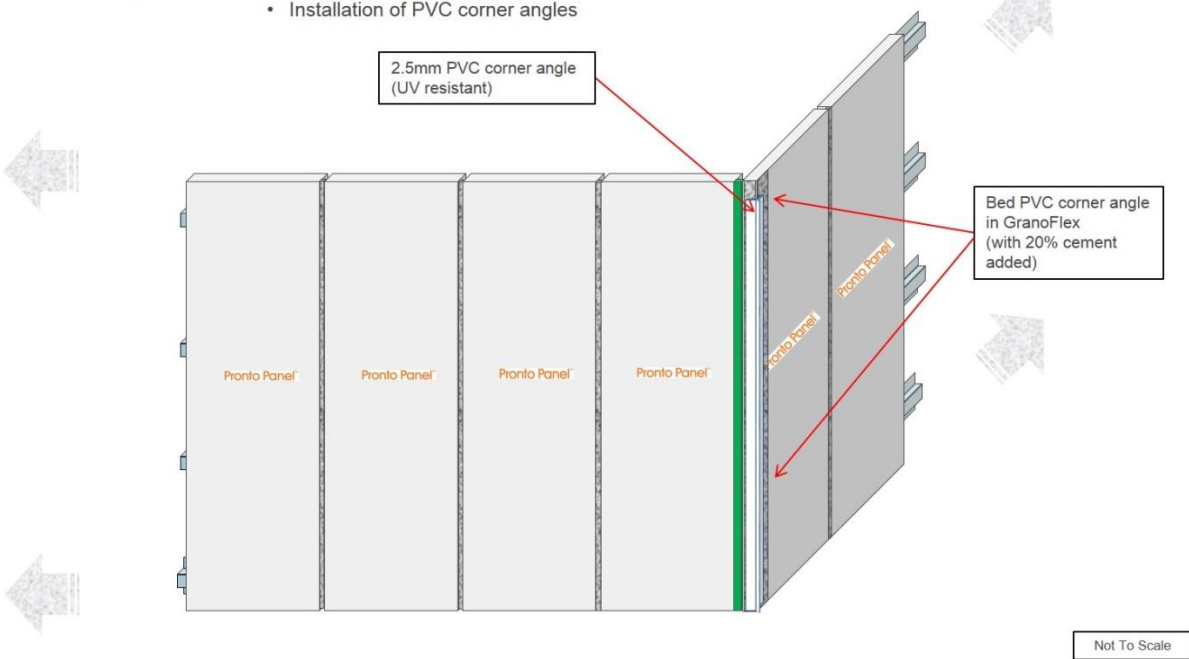 • Installation of PVC corner angles
2.5mm PVC corner angle
(UV resistant)
Bed PVC corner angle
in GranoFlex
(with 20% cement
added)
Pronto Panel
Pronto Panel
Pronto Panel
Pronto Panel
Pronto Panel
Pronto Panel
Not To Scale